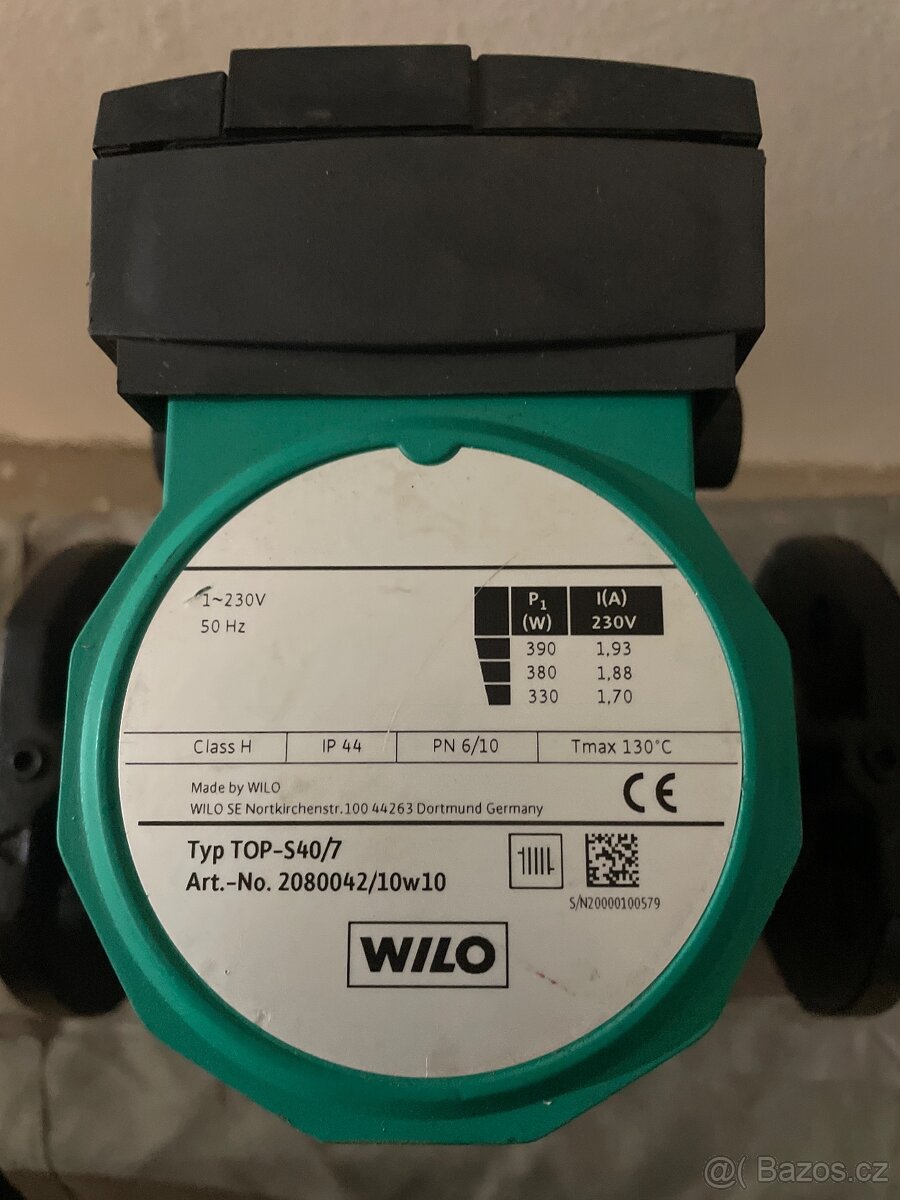 1~230V
50 Hz
P1 I(A)
(W) 230V
390 1,93
380 1,88
330 1,70
Class H IP 44 PN 6/10 Tmax 130°C
Made by WILO
WILO SE Nortkirchenstr.100 44263 Dortmund Germany
CE
Typ TOP-S40/7
Art.-No. 2080042/10w10
S/N20000100579
WILO
@( Bazos.cz